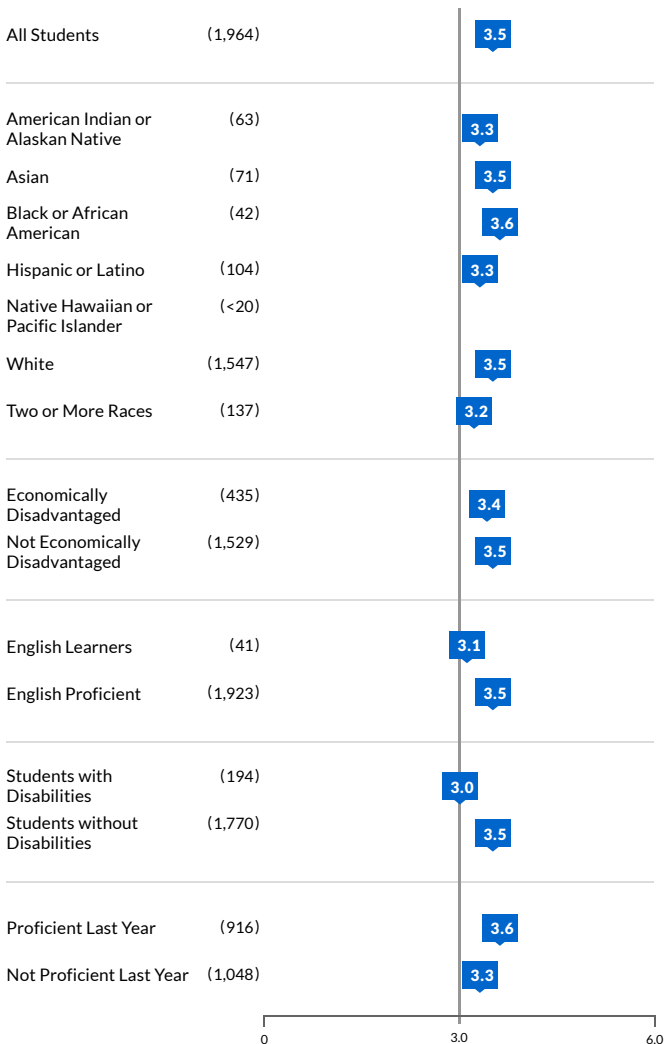 All Students (1,964) 3.5
American Indian or (63)
Alaskan Native 3.3
Asian (71) 3.5
Black or African (42)
American 3.6
Hispanic or Latino (104) 3.3
Native Hawaiian or (<20)
Pacific Islander
White (1,547) 3.5
Two or More Races (137) 3.2
Economically (435)
Disadvantaged 3.4
Not Economically (1,529)
Disadvantaged 3.5
English Learners (41) 3.1
English Proficient (1,923) 3.5
Students with (194)
Disabilities 3.0
Students without (1,770)
Disabilities 3.5
Proficient Last Year (916) 3.6
Not Proficient Last Year (1,048) 3.3
0 3.0 6.0